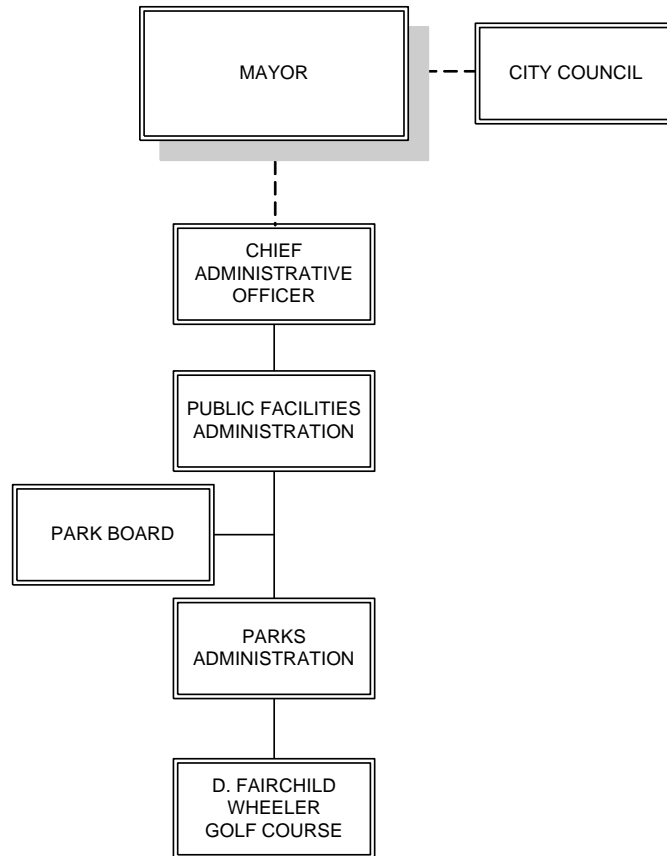 MAYOR
CITY COUNCIL
CHIEF
ADMINISTRATIVE
OFFICER
PUBLIC FACILITIES
ADMINISTRATION
PARK BOARD
PARKS
ADMINISTRATION
D. FAIRCHILD
WHEELER
GOLF COURSE